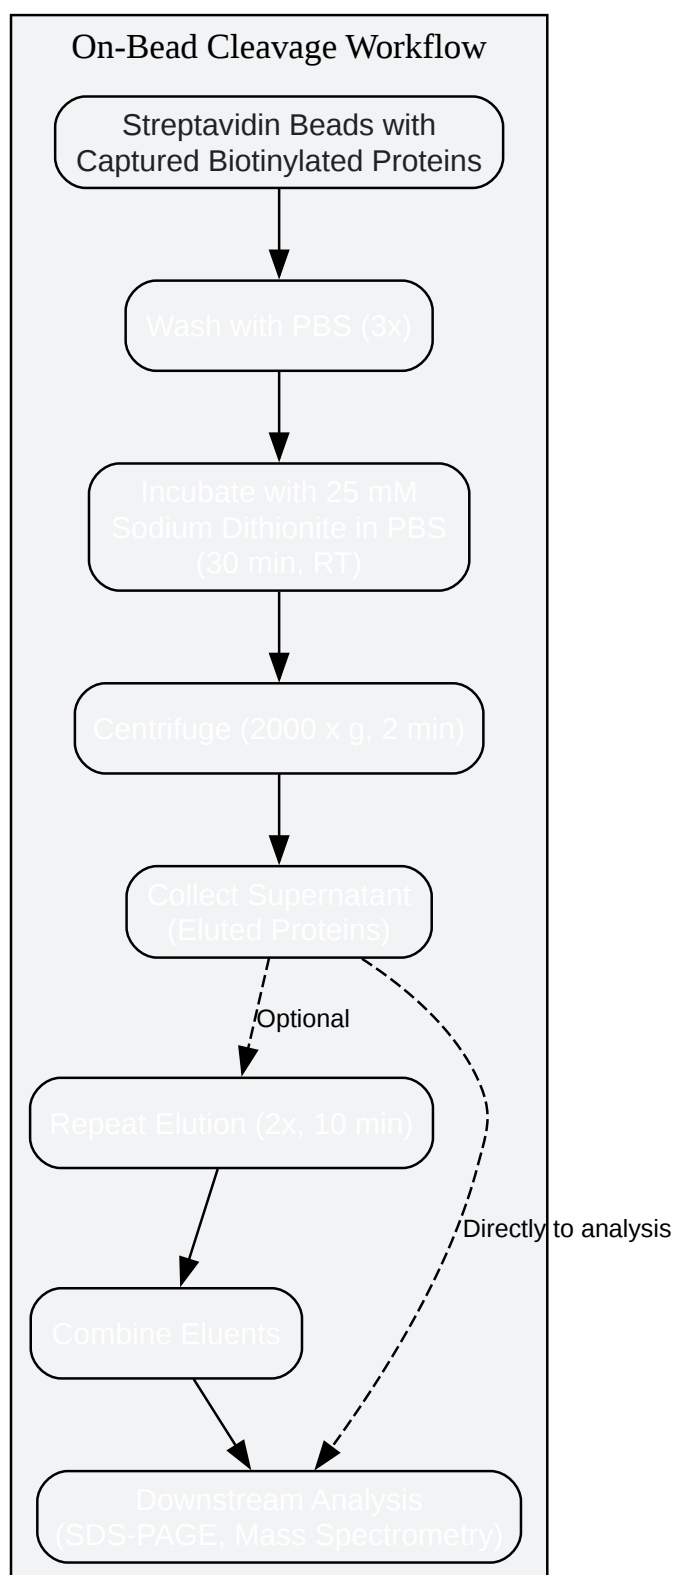 On-Bead Cleavage Workflow
Streptavidin Beads with
Captured Biotinylated Proteins
Wash with PBS (3x)
Incubate with 25 mM
Sodium Dithionite in PBS
(30 min, RT)
Centrifuge (2000 x g, 2 min)
Collect Supernatant
(Eluted Proteins)
Optional
Repeat Elution (2x, 10 min)
Directly to analysis
Combine Eluents
Downstream Analysis
(SDS-PAGE, Mass Spectrometry)